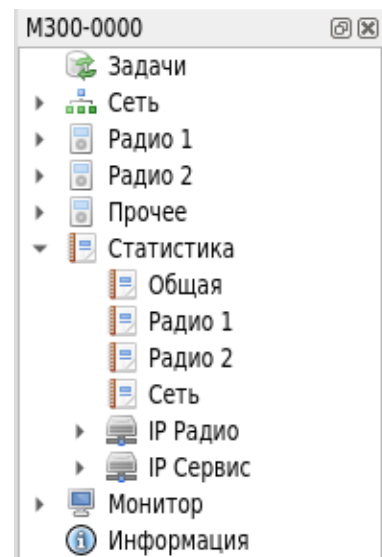 М300-0000
Задачи
Сеть
Радио 1
Радио 2
Прочее
Статистика
Общая
Радио 1
Радио 2
Сеть
IP Радио
IP Сервис
Монитор
Информация